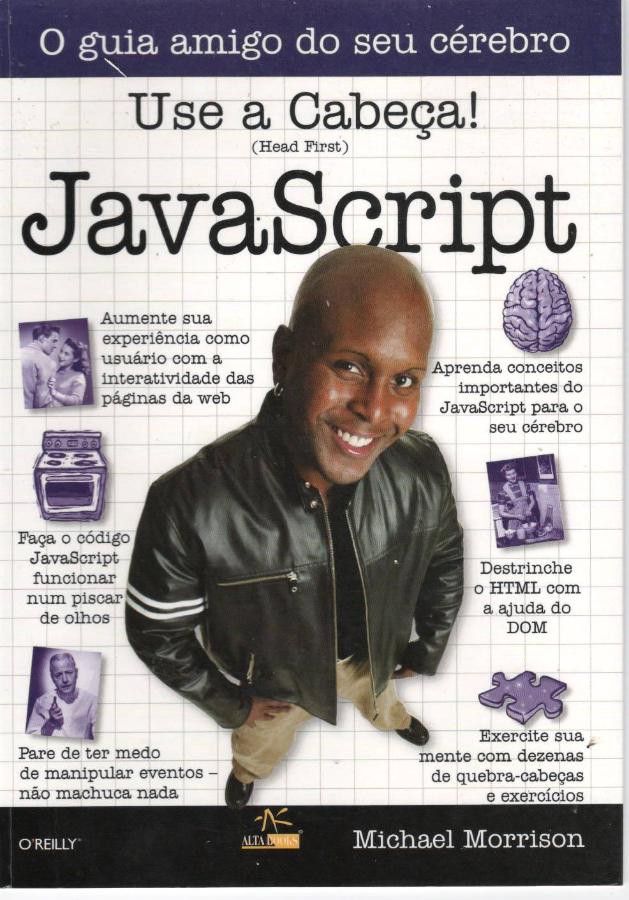 O guia amigo do seu cérebro
Use a Cabeça!
(Head First)
JavaScript
Aumente sua
experiência como
usuário com a
interatividade das
páginas da web
Aprenda conceitos
importantes do
JavaScript para o
seu cérebro
Faça o código
JavaScript
funcionar
num piscar
de olhos
Destrinche
o HTML com
a ajuda do
DOM
Pare de ter medo
de manipular eventos –
não machuca nada
Exercite sua
mente com dezenas
de quebra-cabeças
e exercícios
O'REILLY™
ALTA BOOKS®
Michael Morrison